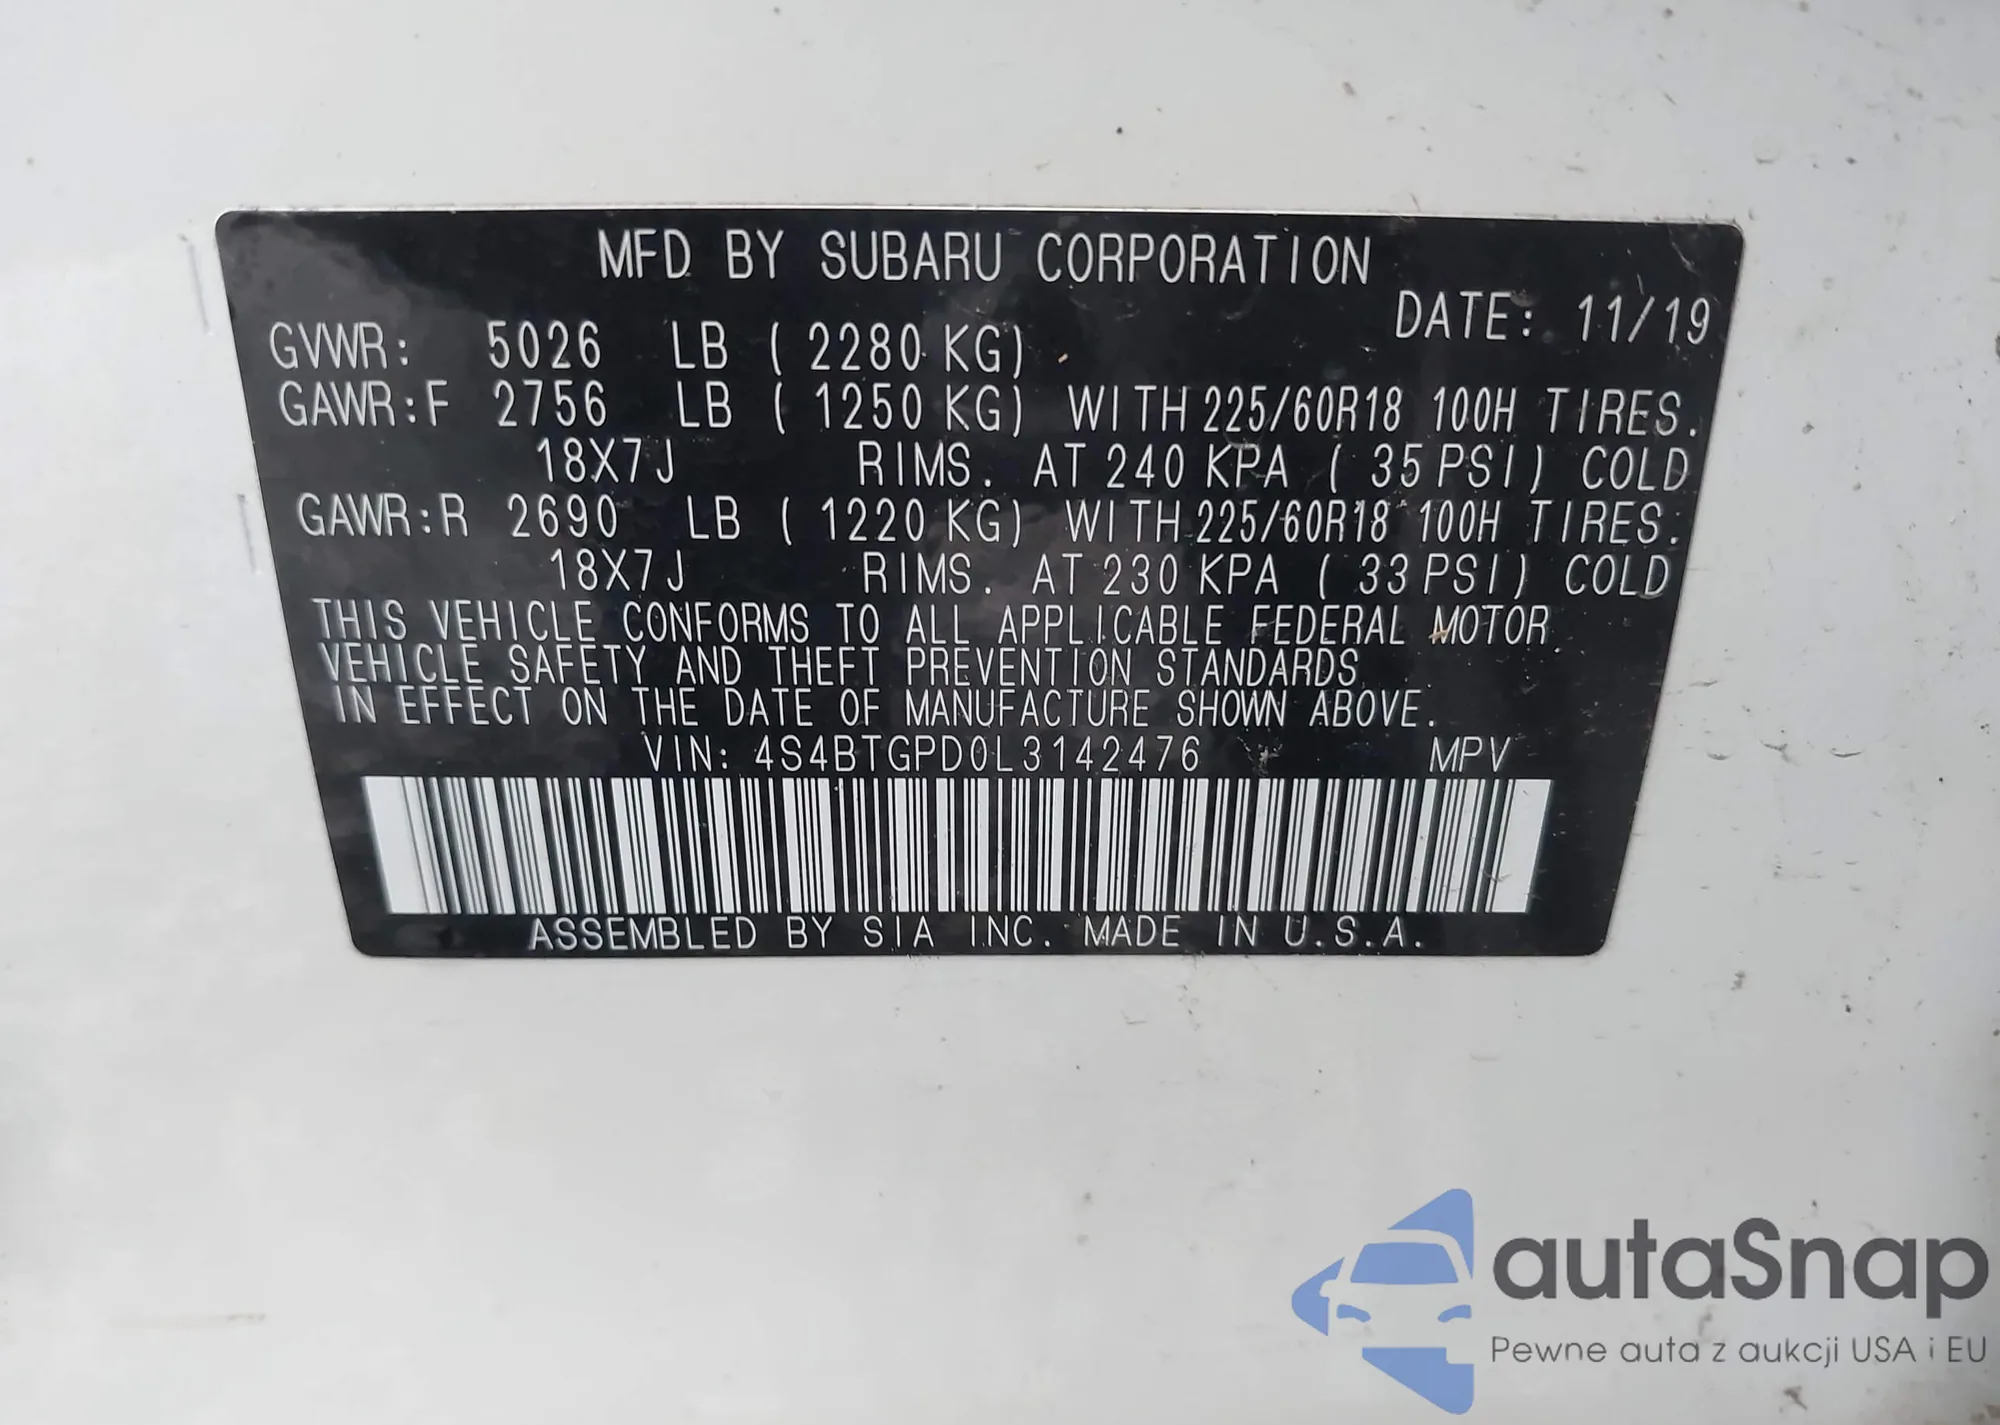 MFD BY SUBARU CORPORATION
DATE: 11/19
GVWR: 5026 LB ( 2280 KG)
GAWR:F 2756 LB ( 1250 KG) WITH 225/60R18 100H TIRES.
18X7J RIMS. AT 240 KPA ( 35 PSI) COLD
GAWR:R 2690 LB ( 1220 KG) WITH 225/60R18 100H TIRES.
18X7J RIMS. AT 230 KPA ( 33 PSI) COLD
THIS VEHICLE CONFORMS TO ALL APPLICABLE FEDERAL MOTOR
VEHICLE SAFETY AND THEFT PREVENTION STANDARDS
IN EFFECT ON THE DATE OF MANUFACTURE SHOWN ABOVE.
VIN: 4S4BTGPD0L3142476 MPV
ASSEMBLED BY SIA INC. MADE IN U.S.A.
autaSnap
Pewne auta z aukcji USA i EU